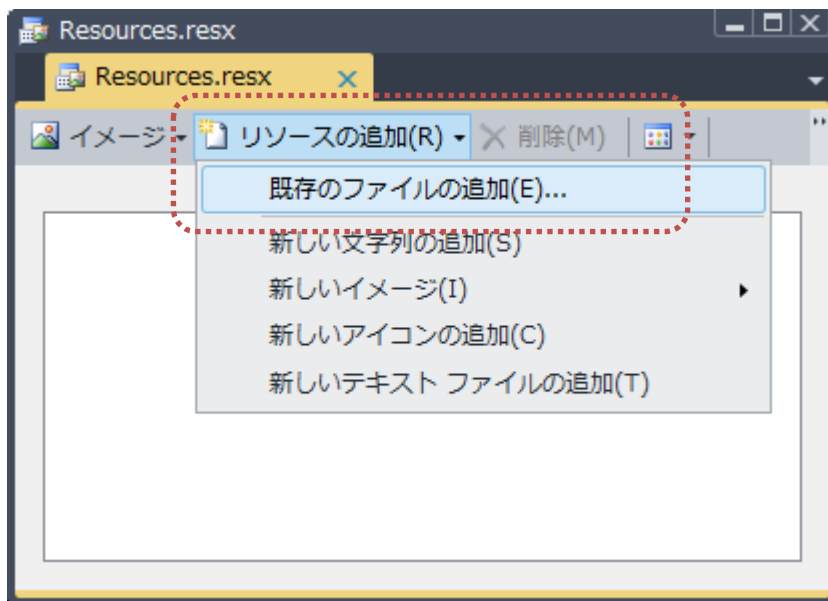 Resources.resx
Resources.resx
イメージ リソースの追加(R) 削除(M)
既存のファイルの追加(E)...
新しい文字列の追加(S)
新しいイメージ(I)
新しいアイコンの追加(C)
新しいテキスト ファイルの追加(T)